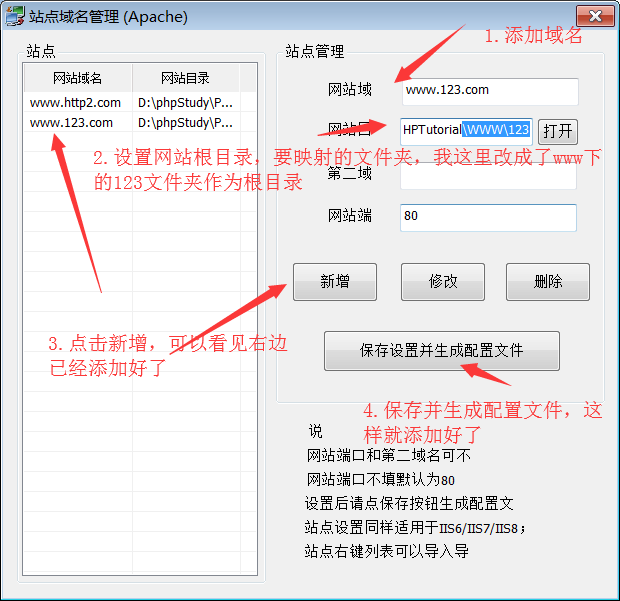 站点域名管理 (Apache)
站点
网站域名 网站目录
www.http2.com D:\phpStudy\P...
www.123.com D:\phpStudy\P...
站点管理
1.添加域名
网站域 www.123.com
网站目 HPTutorial\WWW\123 打开
2.设置网站根目录，要映射的文件夹，我这里改成了www下
的123文件夹作为根目录
第二域
网站端 80
新增 修改 删除
3.点击新增，可以看见右边
已经添加好了
保存设置并生成配置文件
4.保存并生成配置文件，这
样就添加好了
说
网站端口和第二域名可不
网站端口不填默认为80
设置后请点保存按钮生成配置文
站点设置同样适用于IIS6/IIS7/IIS8；
站点右键列表可以导入导